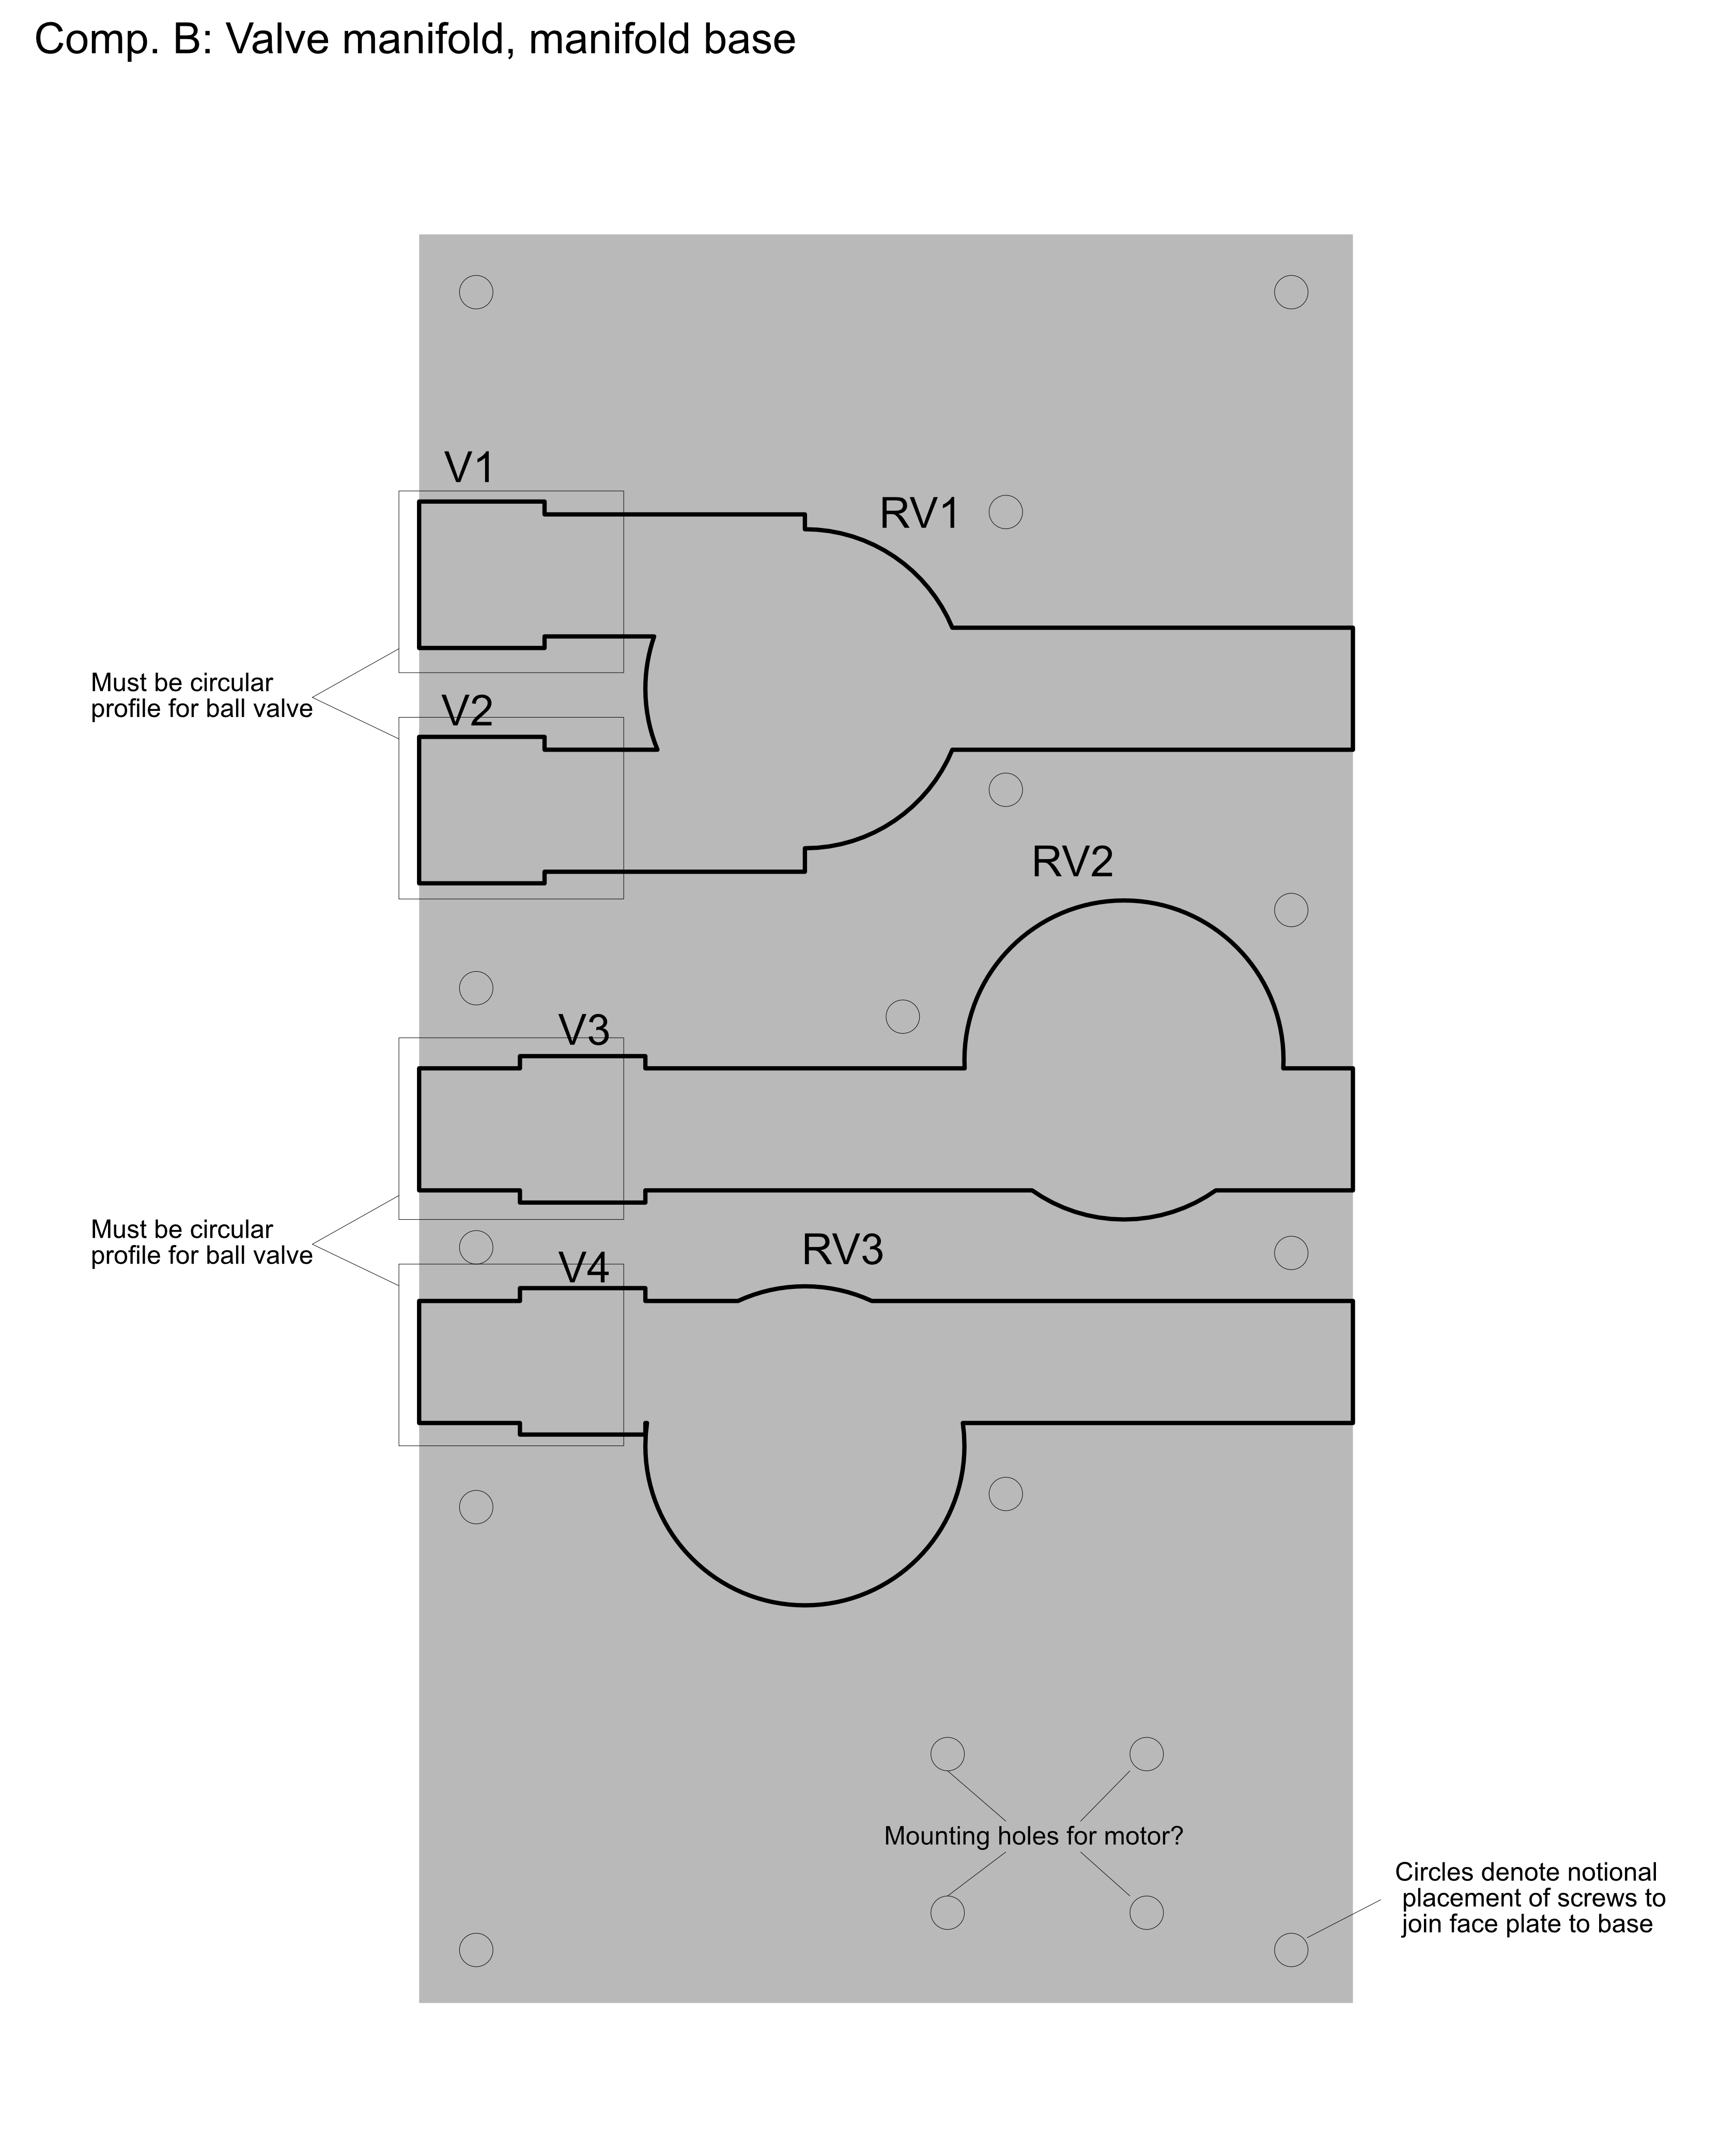 Comp. B: Valve manifold, manifold base
V1
RV1
Must be circular
profile for ball valve
V2
RV2
V3
Must be circular
profile for ball valve
RV3
V4
Mounting holes for motor?
Circles denote notional
placement of screws to
join face plate to base